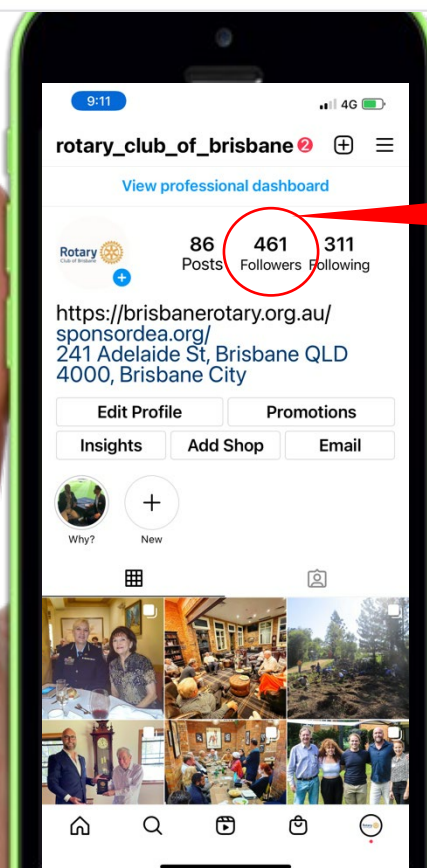 9:11
4G
rotary_club_of_brisbane 2
View professional dashboard
Rotary
Club of Brisbane
86 461 311
Posts Followers Following
https://brisbanerotary.org.au/
sponsordea.org/
241 Adelaide St, Brisbane QLD
4000, Brisbane City
Edit Profile Promotions
Insights Add Shop Email
Why? New